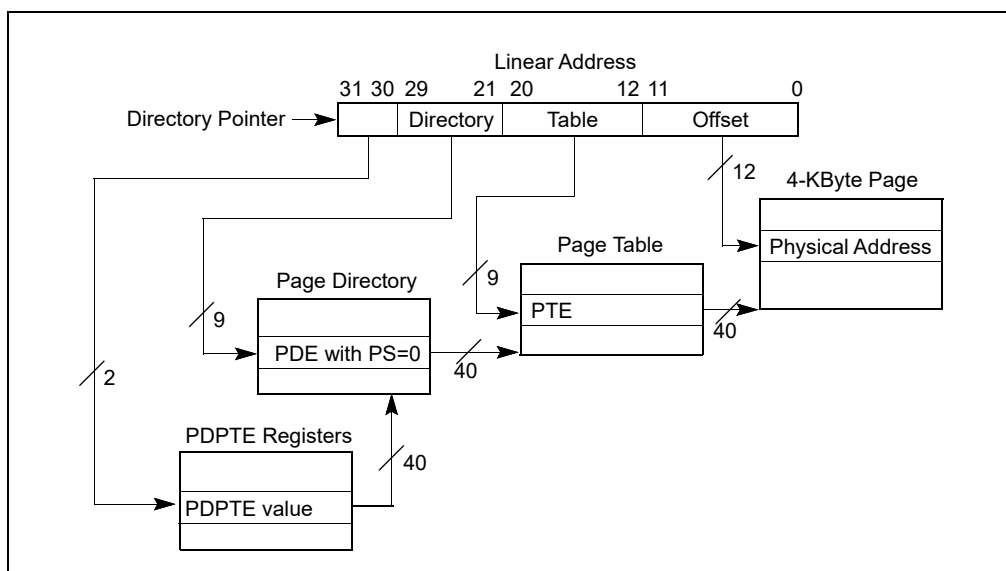 Linear Address
31 30 29 21 20 12 11 0
Directory Pointer Directory Table Offset
12 4-KByte Page
Page Table Physical Address
Page Directory 9
9 PTE 40
PDE with PS=0 40
2
PDPTE Registers
40
PDPTE value